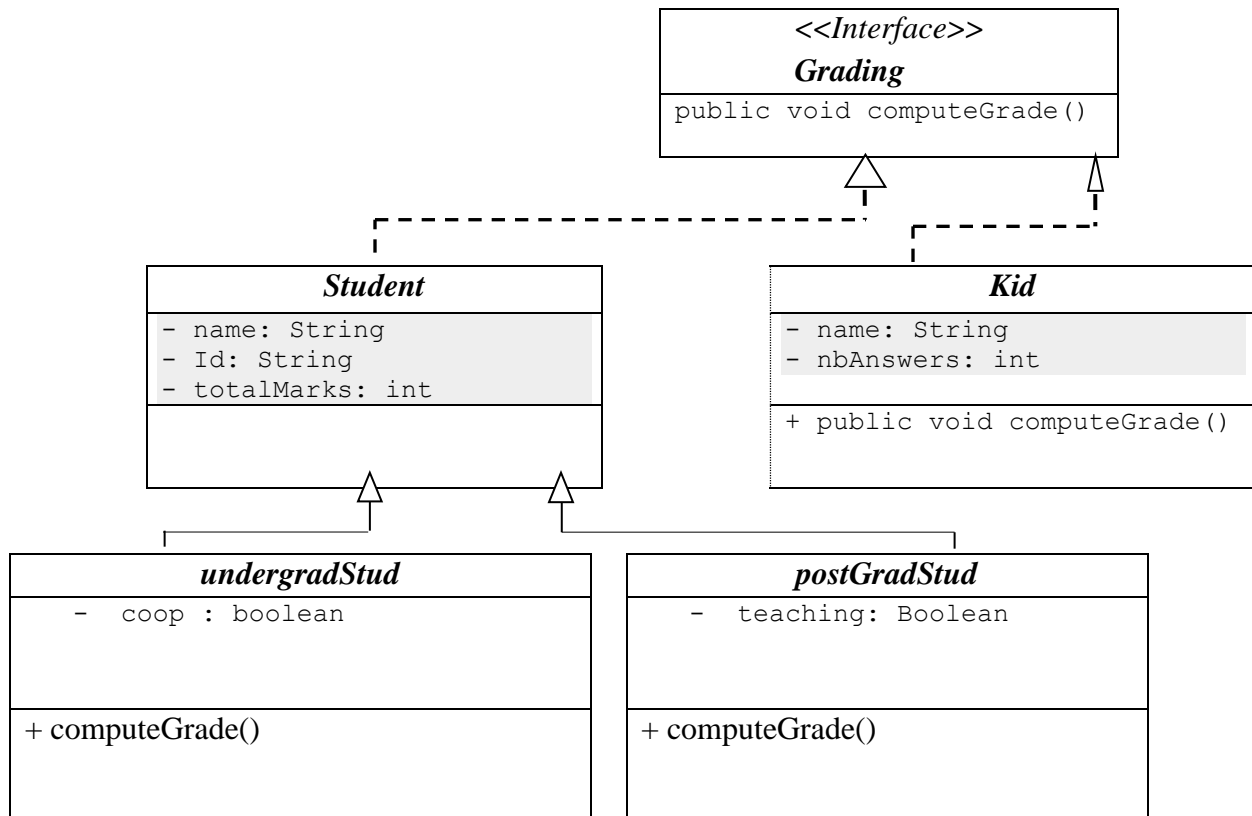 <<Interface>>
Grading
public void computeGrade()
Student
- name: String
- Id: String
- totalMarks: int
Kid
- name: String
- nbAnswers: int
+ public void computeGrade()
undergradStud
- coop : boolean
+ computeGrade()
postGradStud
- teaching: Boolean
+ computeGrade()